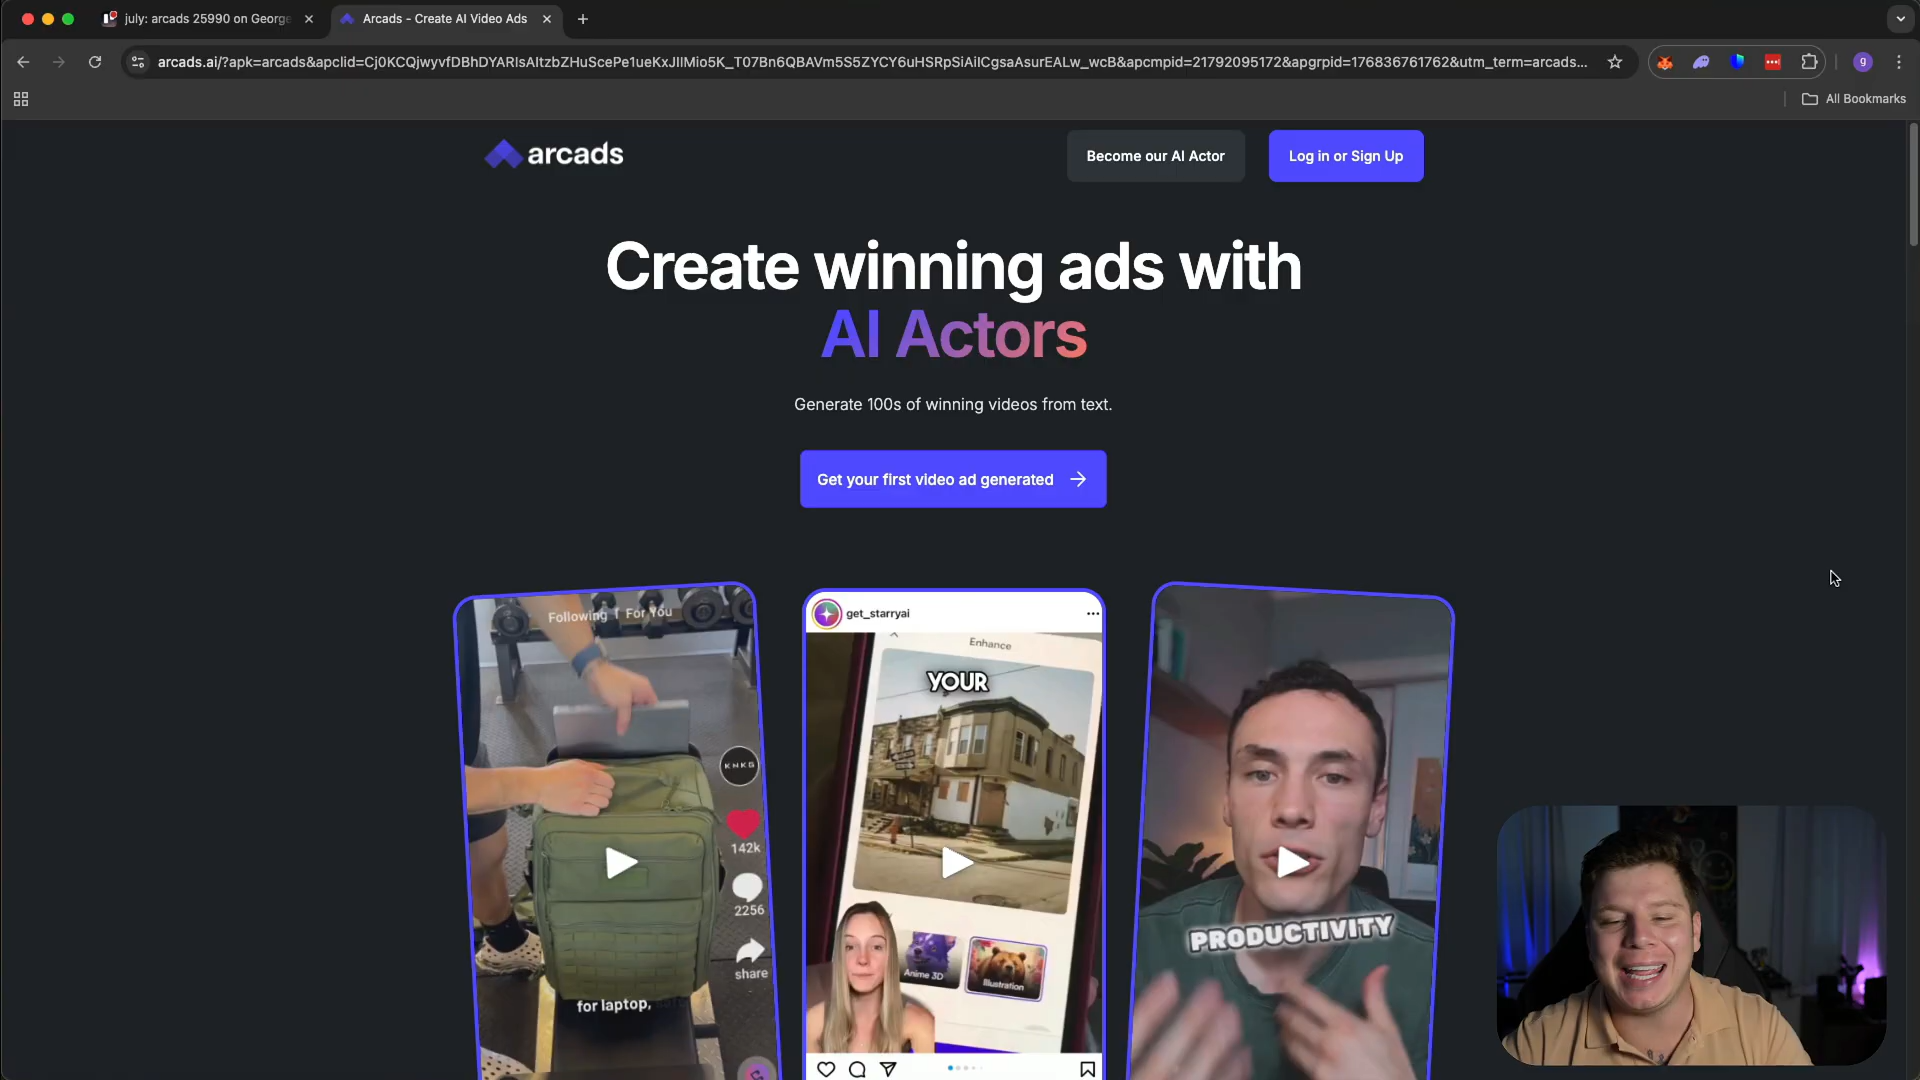 july: arcads 25990 on George
Arcads - Create AI Video Ads
arcads.ai/?apk=arcads&apclid=Cj0KCQjwyvfDBhDYARIsAItzbZHuScePe1ueKxJIlMio5K_T07Bn6QBAVm5S5ZYCY6uHSRpSiAiICgsaAsurEALw_wcB&apcmpid=21792095172&apgrpid=176836761762&utm_term=arcads...
g
All Bookmarks
arcads
Become our AI Actor
Log in or Sign Up
Create winning ads with
AI Actors
Generate 100s of winning videos from text.
Get your first video ad generated
Following | For You
KNKG
142k
2256
share
for laptop,
get_starryai
Enhance
YOUR
Anime 3D
Illustration
PRODUCTIVITY